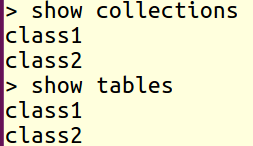 > show collections
class1
class2
> show tables
class1
class2